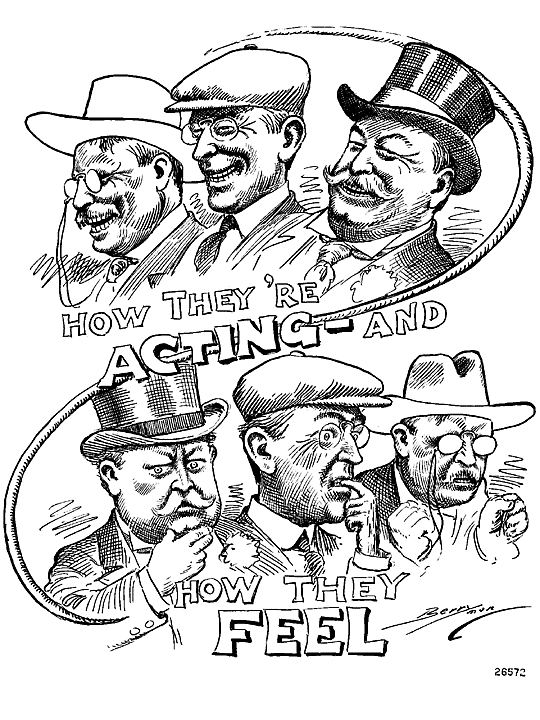 HOW THEY'RE
ACTING—AND
HOW THEY
FEEL
Berryman
26572